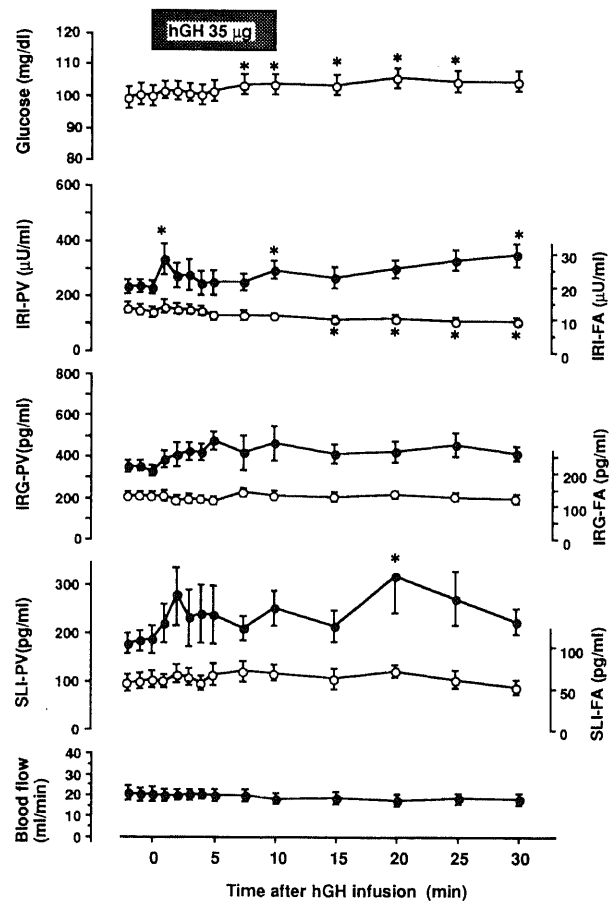 hGH 35 µg
Glucose (mg/dl)
120
110
100
90
80
* * * * *
IRI-PV (µU/ml)
600
400
200
0
* * *
* * * *
IRI-FA (µU/ml)
30
20
10
0
IRG-PV(pg/ml)
800
600
400
200
0
IRG-FA (pg/ml)
200
100
0
SLI-PV(pg/ml)
300
200
100
0
*
SLI-FA (pg/ml)
100
50
0
Blood flow
(ml/min)
40
30
20
10
0
0 5 10 15 20 25 30
Time after hGH infusion (min)